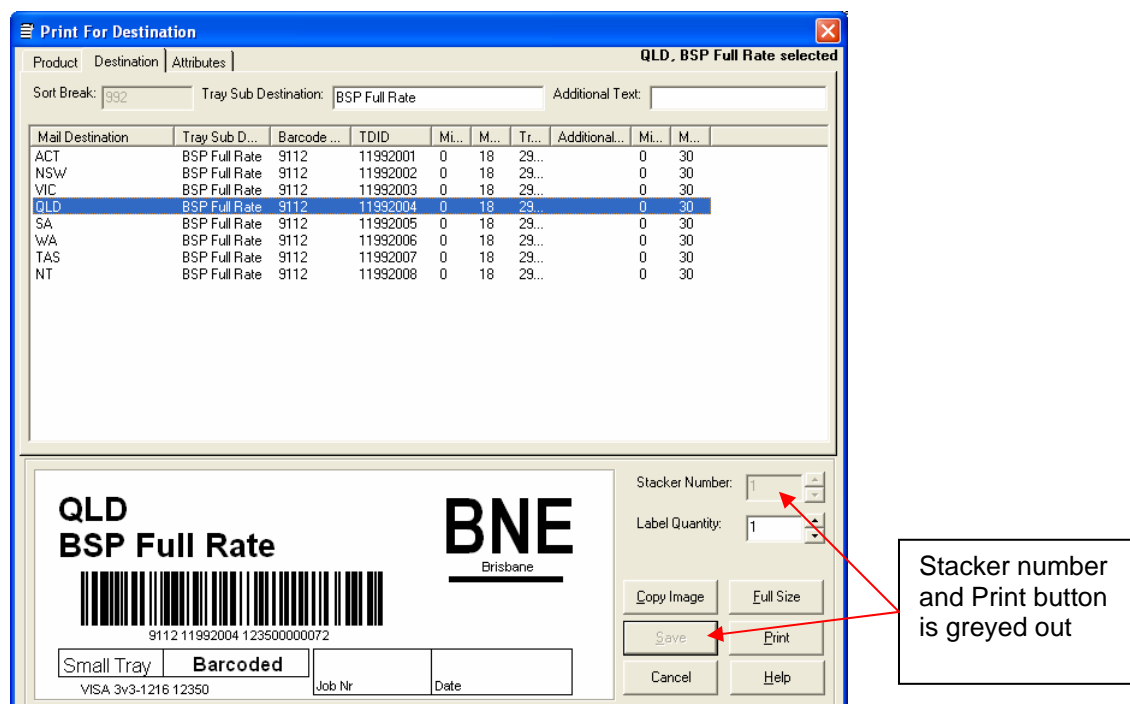 Print For Destination
Product Destination Attributes QLD, BSP Full Rate selected
Sort Break: 992 Tray Sub Destination: BSP Full Rate Additional Text:
Mail Destination Tray Sub D... Barcode ... TDID Mi... M... Tr... Additional... Mi... M...
ACT BSP Full Rate 9112 11992001 0 18 29... 0 30
NSW BSP Full Rate 9112 11992002 0 18 29... 0 30
VIC BSP Full Rate 9112 11992003 0 18 29... 0 30
QLD BSP Full Rate 9112 11992004 0 18 29... 0 30
SA BSP Full Rate 9112 11992005 0 18 29... 0 30
WA BSP Full Rate 9112 11992006 0 18 29... 0 30
TAS BSP Full Rate 9112 11992007 0 18 29... 0 30
NT BSP Full Rate 9112 11992008 0 18 29... 0 30
QLD
BSP Full Rate
BNE
Brisbane
9112 11992004 123500000072
Small Tray Barcoded
VISA 3v3-1216 12350
Job Nr Date
Stacker Number: 1
Label Quantity: 1
Copy Image Full Size
Save Print
Cancel Help
Stacker number
and Print button
is greyed out